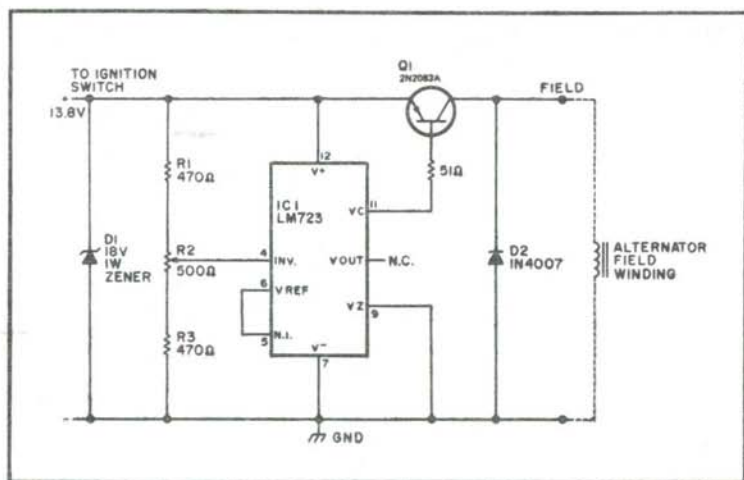 TO IGNITION
SWITCH
13.8V
Q1
2N2083A
FIELD
R1
470Ω
12
V+
51Ω
IC1
LM723
11
VC
D1
18V
1W
ZENER
R2
500Ω
4
INV.
VOUT
N.C.
D2
1N4007
ALTERNATOR
FIELD
WINDING
6
VREF
VZ
9
R3
470Ω
N.I.
5
V-
7
GND